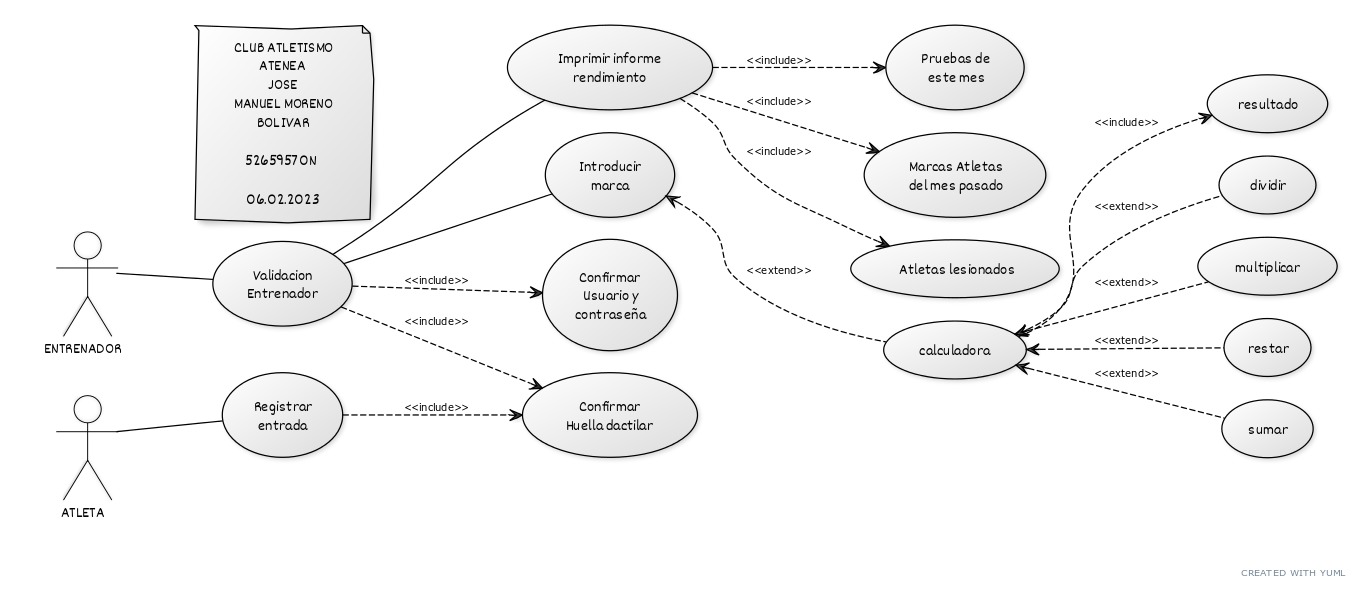 CLUB ATLETISMO
ATENEA
JOSE
MANUEL MORENO
BOLIVAR
52659570N
06.02.2023
ENTRENADOR
ATLETA
Validacion
Entrenador
Registrar
entrada
<<include>>
<<include>>
<<include>>
Imprimir informe
rendimiento
Introducir
marca
Confirmar
Usuario y
contraseña
Confirmar
Huella dactilar
<<include>>
<<include>>
<<include>>
<<extend>>
Pruebas de
este mes
Marcas Atletas
del mes pasado
Atletas lesionados
calculadora
<<include>>
<<extend>>
<<extend>>
<<extend>>
<<extend>>
resultado
dividir
multiplicar
restar
sumar
CREATED WITH YUML